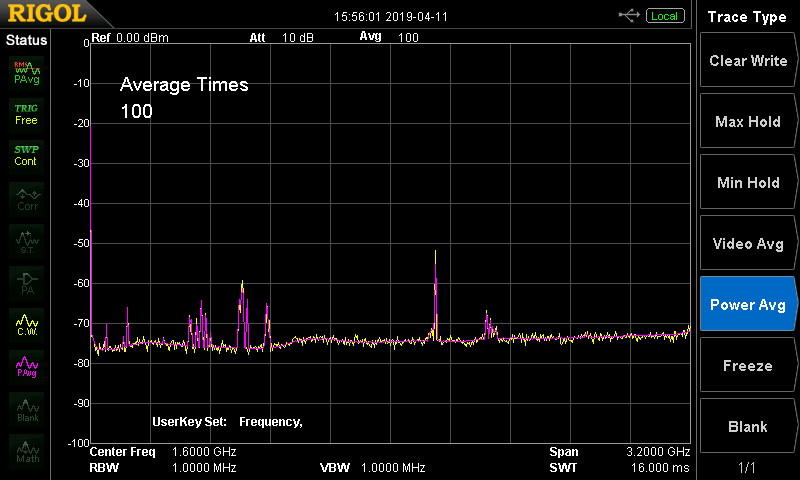 RIGOL
15:56:01 2019-04-11
Local
Trace Type
Status
Ref 0.00 dBm Att 10 dB Avg 100
RMS
PAvg
TRIG
Free
SWP
Cont
Corr
S.T.
PA
C.W.
PAvg
Blank
Math
0
-10
-20
-30
-40
-50
-60
-70
-80
-90
-100
Average Times
100
UserKey Set: Frequency,
Center Freq 1.6000 GHz Span 3.2000 GHz
RBW 1.0000 MHz VBW 1.0000 MHz SWT 16.000 ms
Clear Write
Max Hold
Min Hold
Video Avg
Power Avg
Freeze
Blank
1/1